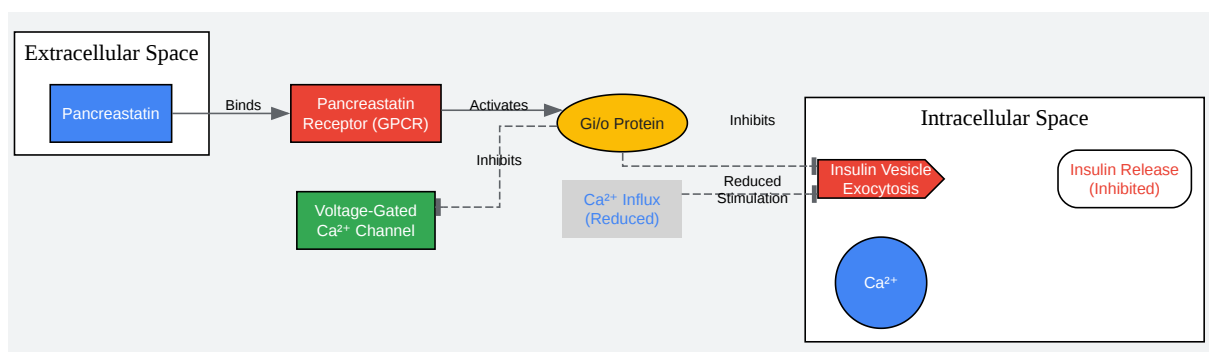 Extracellular Space
Pancreastatin
Binds
Pancreastatin
Receptor (GPCR)
Activates
Gi/o Protein
Inhibits
Inhibits
Voltage-Gated
Ca²⁺ Channel
Ca²⁺ Influx
(Reduced)
Reduced
Stimulation
Intracellular Space
Insulin Vesicle
Exocytosis
Insulin Release
(Inhibited)
Ca²⁺